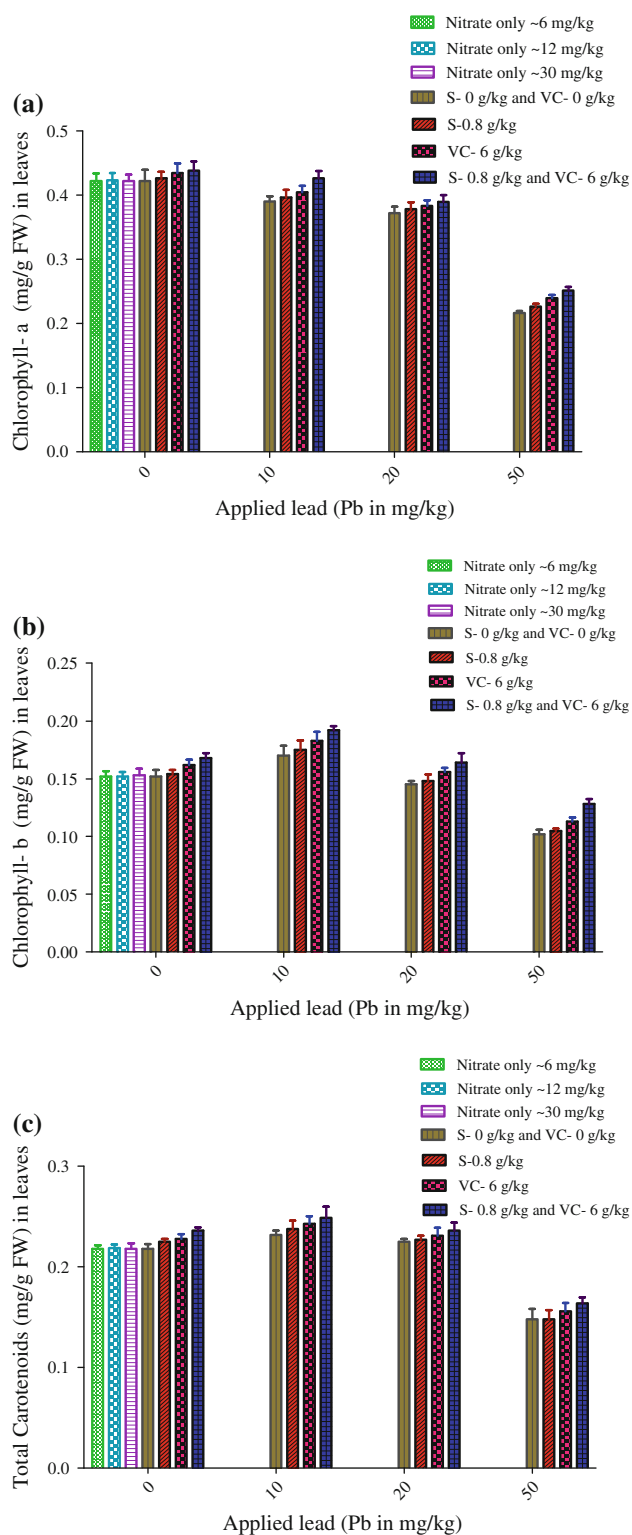 Nitrate only ~6 mg/kg
Nitrate only ~12 mg/kg
Nitrate only ~30 mg/kg
S- 0 g/kg and VC- 0 g/kg
S-0.8 g/kg
VC- 6 g/kg
S- 0.8 g/kg and VC- 6 g/kg
(a)
Chlorophyll- a (mg/g FW) in leaves
0.5
0.4
0.3
0.2
0.1
0.0
0
10
20
50
Applied lead (Pb in mg/kg)
Nitrate only ~6 mg/kg
Nitrate only ~12 mg/kg
Nitrate only ~30 mg/kg
S- 0 g/kg and VC- 0 g/kg
S-0.8 g/kg
VC- 6 g/kg
S- 0.8 g/kg and VC- 6 g/kg
(b)
Chlorophyll- b (mg/g FW) in leaves
0.25
0.20
0.15
0.10
0.05
0.00
0
10
20
50
Applied lead (Pb in mg/kg)
Nitrate only ~6 mg/kg
Nitrate only ~12 mg/kg
Nitrate only ~30 mg/kg
S- 0 g/kg and VC- 0 g/kg
S-0.8 g/kg
VC- 6 g/kg
S- 0.8 g/kg and VC- 6 g/kg
(c)
Total Carotenoids (mg/g FW) in leaves
0.3
0.2
0.1
0.0
0
10
20
50
Applied lead (Pb in mg/kg)